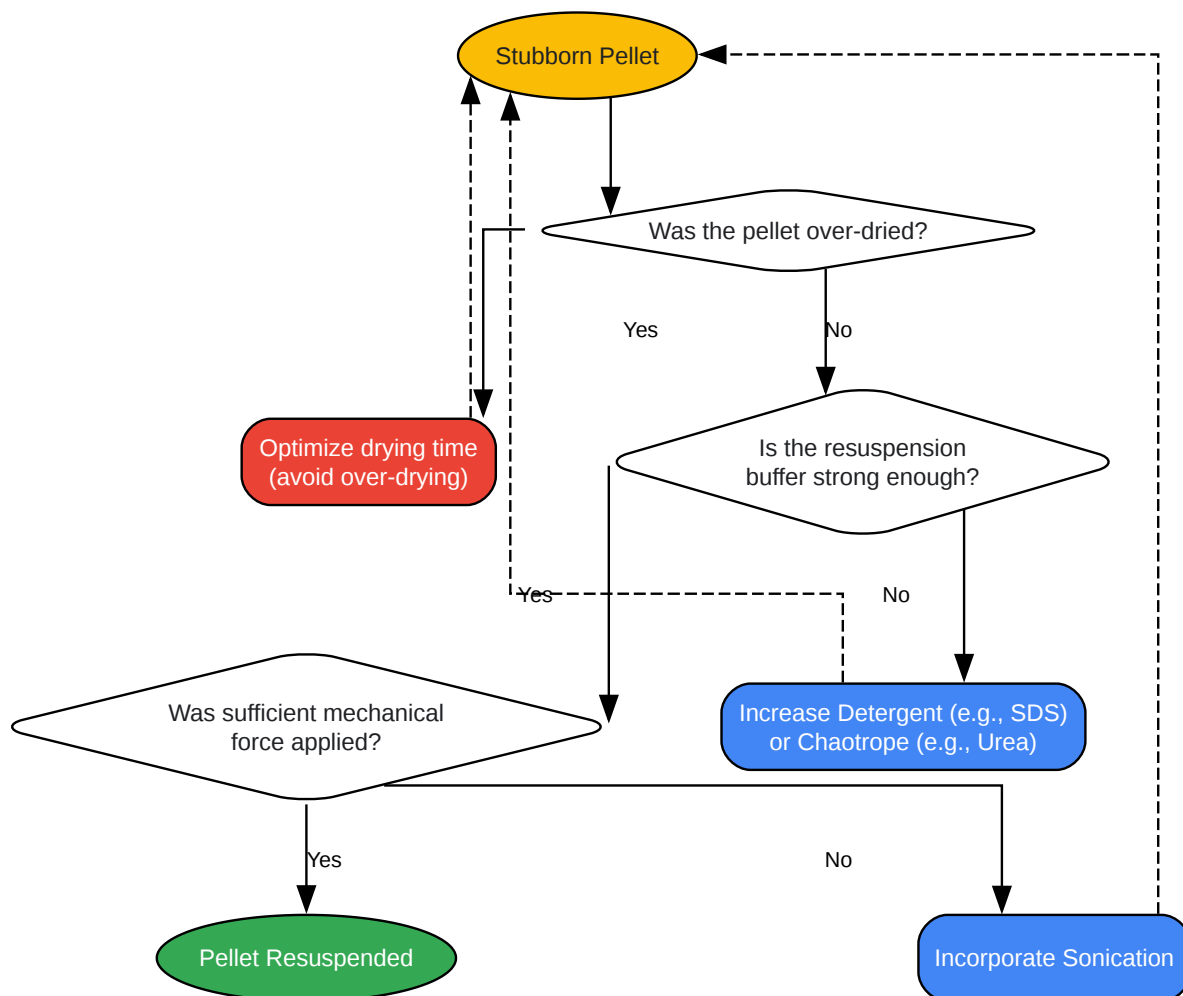 Stubborn Pellet
Was the pellet over-dried?
Yes
No
Optimize drying time
(avoid over-drying)
Is the resuspension
buffer strong enough?
Yes
No
Was sufficient mechanical
force applied?
Increase Detergent (e.g., SDS)
or Chaotrope (e.g., Urea)
Yes
No
Pellet Resuspended
Incorporate Sonication